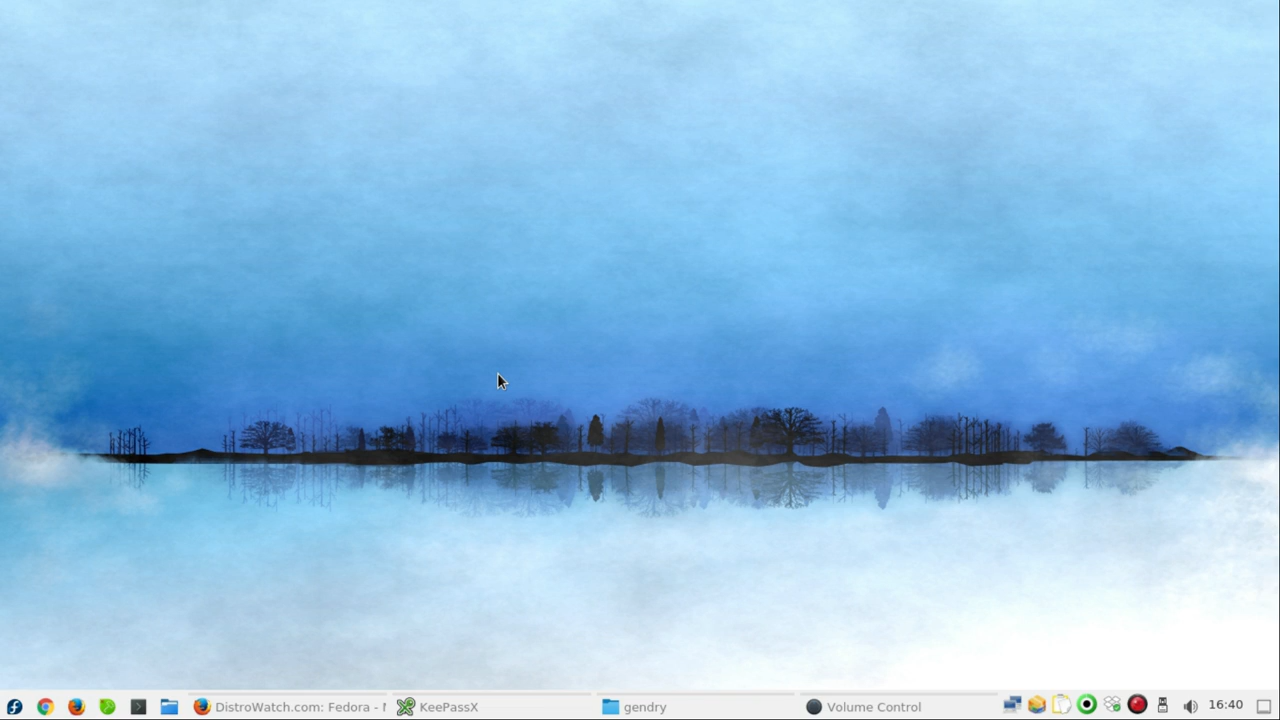 DistroWatch.com: Fedora -
KeePassX
gendry
Volume Control
16:40